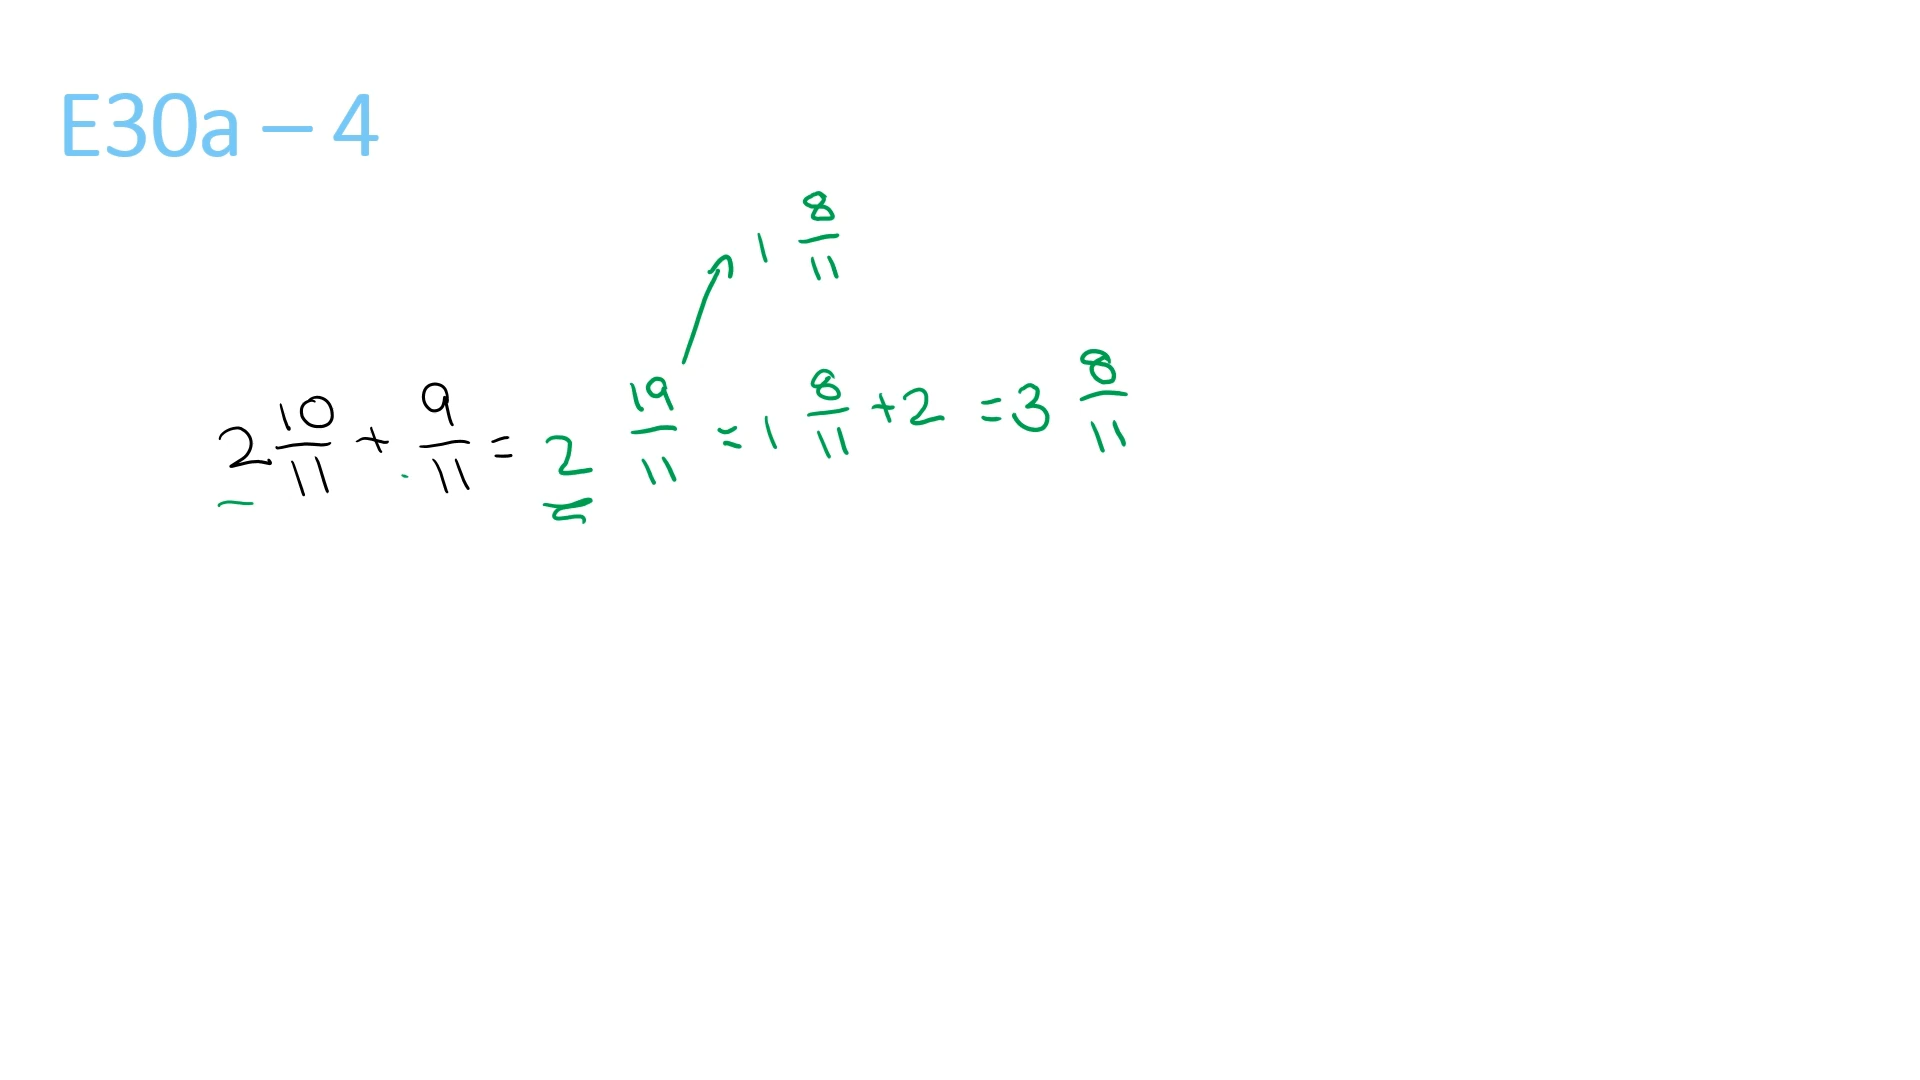 E30a – 4
1 8/11
2 10/11 + 9/11 = 2 19/11 = 1 8/11 + 2 = 3 8/11